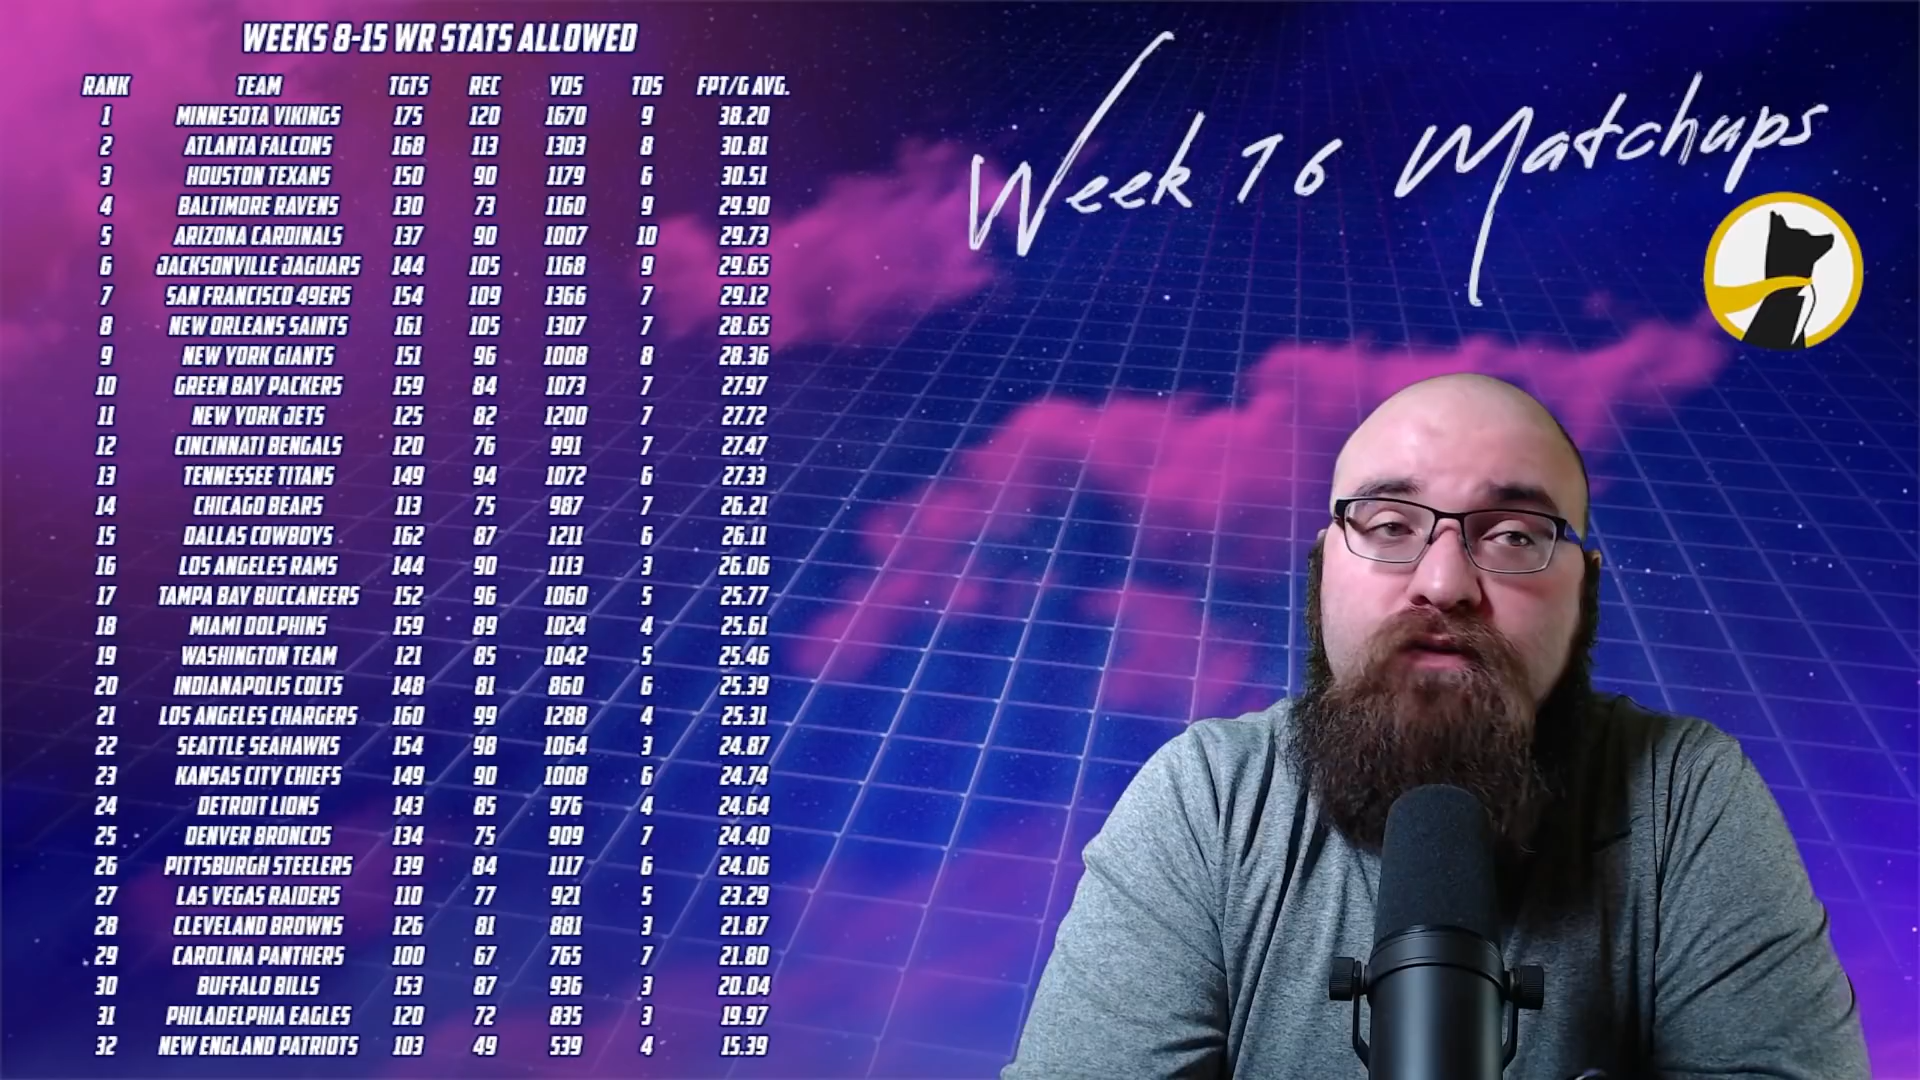 WEEKS 8-15 WR STATS ALLOWED
RANK TEAM TGTS REC YDS TDS FPT/G AVG.
1 MINNESOTA VIKINGS 175 120 1670 9 38.20
2 ATLANTA FALCONS 168 113 1303 8 30.81
3 HOUSTON TEXANS 150 90 1179 6 30.51
4 BALTIMORE RAVENS 130 73 1160 9 29.90
5 ARIZONA CARDINALS 137 90 1007 10 29.73
6 JACKSONVILLE JAGUARS 144 105 1168 9 29.65
7 SAN FRANCISCO 49ERS 154 109 1366 7 29.12
8 NEW ORLEANS SAINTS 161 105 1307 7 28.65
9 NEW YORK GIANTS 151 96 1008 8 28.36
10 GREEN BAY PACKERS 159 84 1073 7 27.97
11 NEW YORK JETS 125 82 1200 7 27.72
12 CINCINNATI BENGALS 120 76 991 7 27.47
13 TENNESSEE TITANS 149 94 1072 6 27.33
14 CHICAGO BEARS 113 75 987 7 26.21
15 DALLAS COWBOYS 162 87 1211 6 26.11
16 LOS ANGELES RAMS 144 90 1113 3 26.06
17 TAMPA BAY BUCCANEERS 152 96 1060 5 25.77
18 MIAMI DOLPHINS 159 89 1024 4 25.61
19 WASHINGTON TEAM 121 85 1042 5 25.46
20 INDIANAPOLIS COLTS 148 81 860 6 25.39
21 LOS ANGELES CHARGERS 160 99 1288 4 25.31
22 SEATTLE SEAHAWKS 154 98 1064 3 24.87
23 KANSAS CITY CHIEFS 149 90 1008 6 24.74
24 DETROIT LIONS 143 85 976 4 24.64
25 DENVER BRONCOS 134 75 909 7 24.40
26 PITTSBURGH STEELERS 139 84 1117 6 24.06
27 LAS VEGAS RAIDERS 110 77 921 5 23.29
28 CLEVELAND BROWNS 126 81 881 3 21.87
29 CAROLINA PANTHERS 100 67 765 7 21.80
30 BUFFALO BILLS 153 87 936 3 20.04
31 PHILADELPHIA EAGLES 120 72 835 3 19.97
32 NEW ENGLAND PATRIOTS 103 49 539 4 15.39
Week 16 Matchups